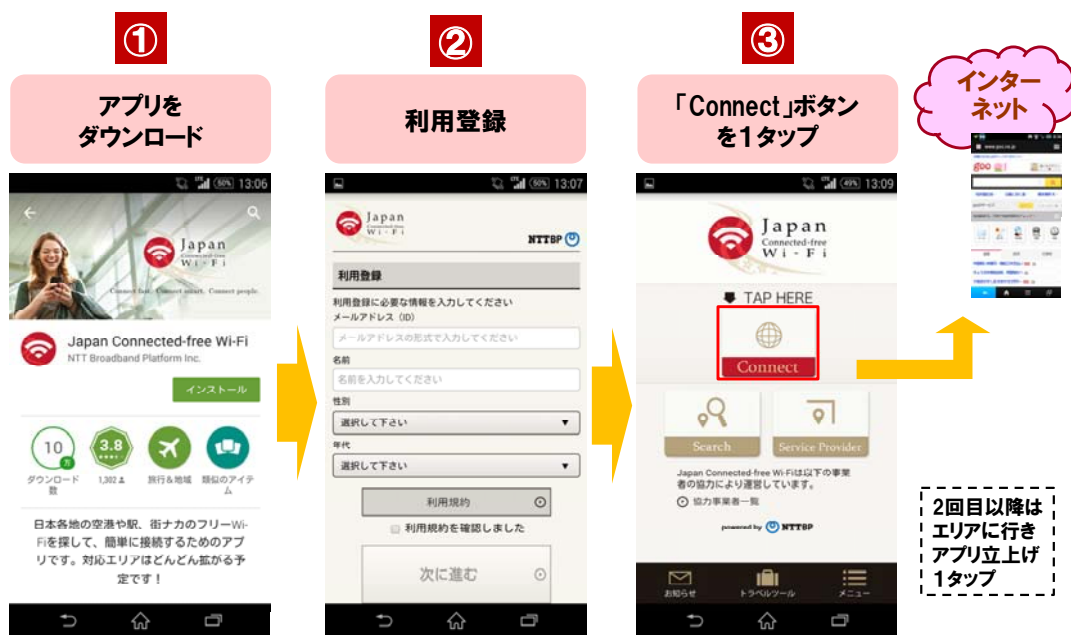 ①
アプリを
ダウンロード
LTE 60% 13:06
Japan
Connected-free
Wi-Fi
Connect fast. Connect smart. Connect people.
Japan Connected-free Wi-Fi
NTT Broadband Platform Inc.
インストール
10
万
3.8
ダウンロード
数
1,302
旅行&地域
類似のアイテ
ム
日本各地の空港や駅、街ナカのフリーWi-
Fiを探して、簡単に接続するためのアプ
リです。対応エリアはどんどん拡がる予
定です！
②
利用登録
LTE 60% 13:07
Japan
Connected-free
Wi-Fi
NTTBP
利用登録
利用登録に必要な情報を入力してください
メールアドレス（ID）
メールアドレスの形式で入力してください
名前
名前を入力してください
性別
選択して下さい
年代
選択して下さい
利用規約
利用規約を確認しました
次に進む
③
「Connect」ボタン
を1タップ
LTE 49% 13:09
Japan
Connected-free
Wi-Fi
TAP HERE
Connect
Search
Service Provider
Japan Connected-free Wi-Fiは以下の事業
者の協力により運営しています。
協力事業者一覧
powered by NTTBP
お知らせ
トラベルツール
メニュー
インター
ネット
www.goo.ne.jp
goo
2回目以降は
エリアに行き
アプリ立上げ
1タップ